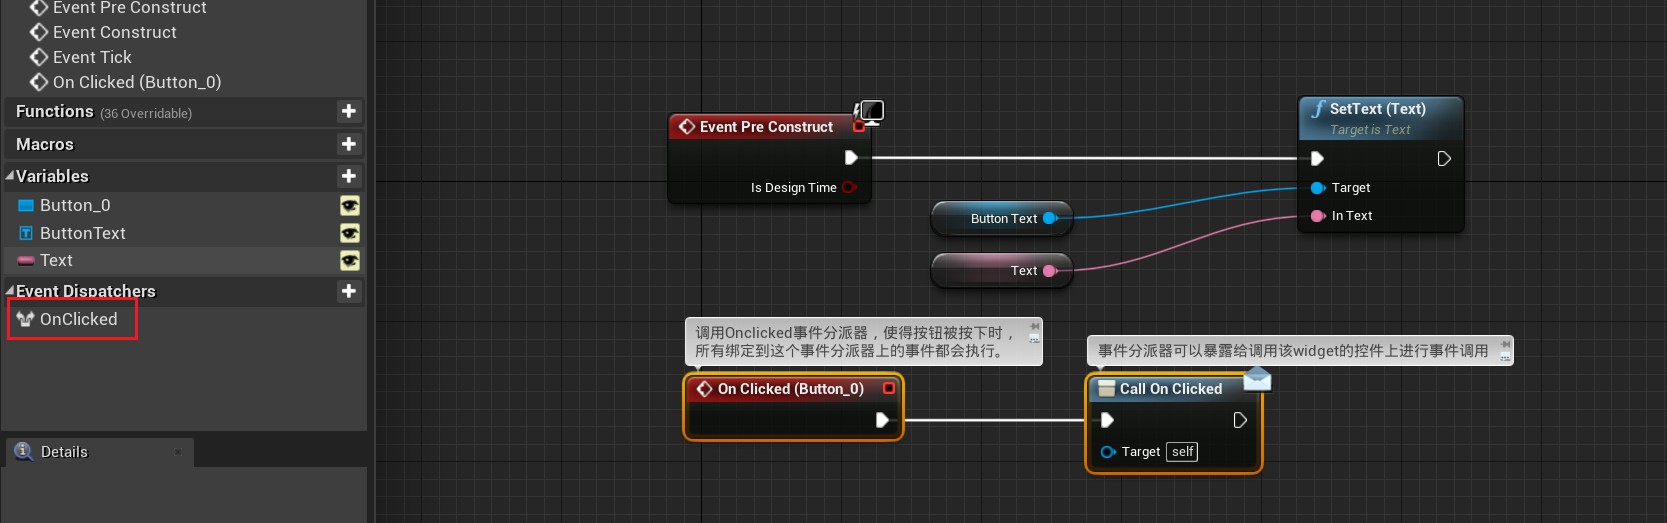 Event Pre Construct
Event Construct
Event Tick
On Clicked (Button_0)
Functions (36 Overridable)
Macros
Variables
Button_0
ButtonText
Text
Event Dispatchers
OnClicked
Details
Event Pre Construct
Is Design Time
Button Text
Text
SetText (Text)
Target is Text
Target
In Text
调用Onclicked事件分派器，使得按钮被按下时，
所有绑定到这个事件分派器上的事件都会执行。
On Clicked (Button_0)
事件分派器可以暴露给调用该widget的控件上进行事件调用
Call On Clicked
Target self